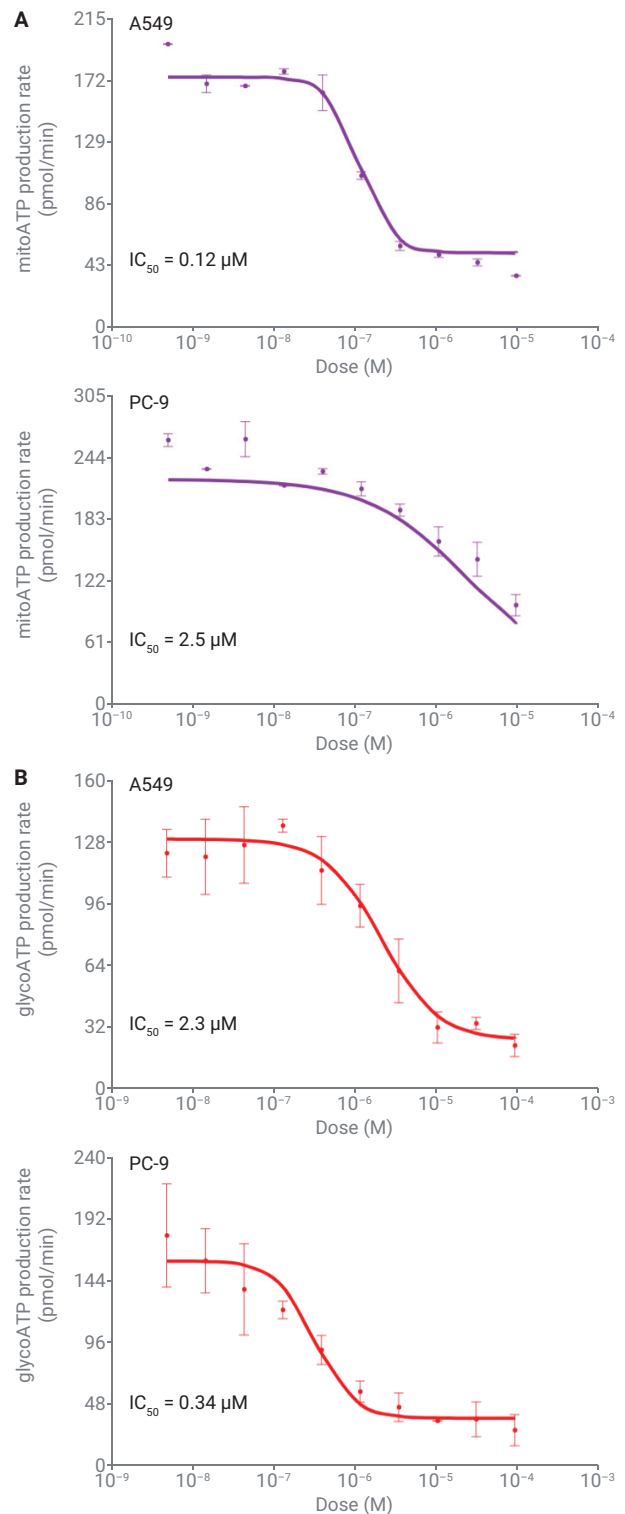 A
A549
215
172
129
86
43
0
mitoATP production rate
(pmol/min)
IC₅₀ = 0.12 µM
10⁻¹⁰ 10⁻⁹ 10⁻⁸ 10⁻⁷ 10⁻⁶ 10⁻⁵ 10⁻⁴
Dose (M)
PC-9
305
244
183
122
61
0
mitoATP production rate
(pmol/min)
IC₅₀ = 2.5 µM
10⁻¹⁰ 10⁻⁹ 10⁻⁸ 10⁻⁷ 10⁻⁶ 10⁻⁵ 10⁻⁴
Dose (M)
B
A549
160
128
96
64
32
0
glycoATP production rate
(pmol/min)
IC₅₀ = 2.3 µM
10⁻⁹ 10⁻⁸ 10⁻⁷ 10⁻⁶ 10⁻⁵ 10⁻⁴ 10⁻³
Dose (M)
PC-9
240
192
144
96
48
0
glycoATP production rate
(pmol/min)
IC₅₀ = 0.34 µM
10⁻⁹ 10⁻⁸ 10⁻⁷ 10⁻⁶ 10⁻⁵ 10⁻⁴ 10⁻³
Dose (M)